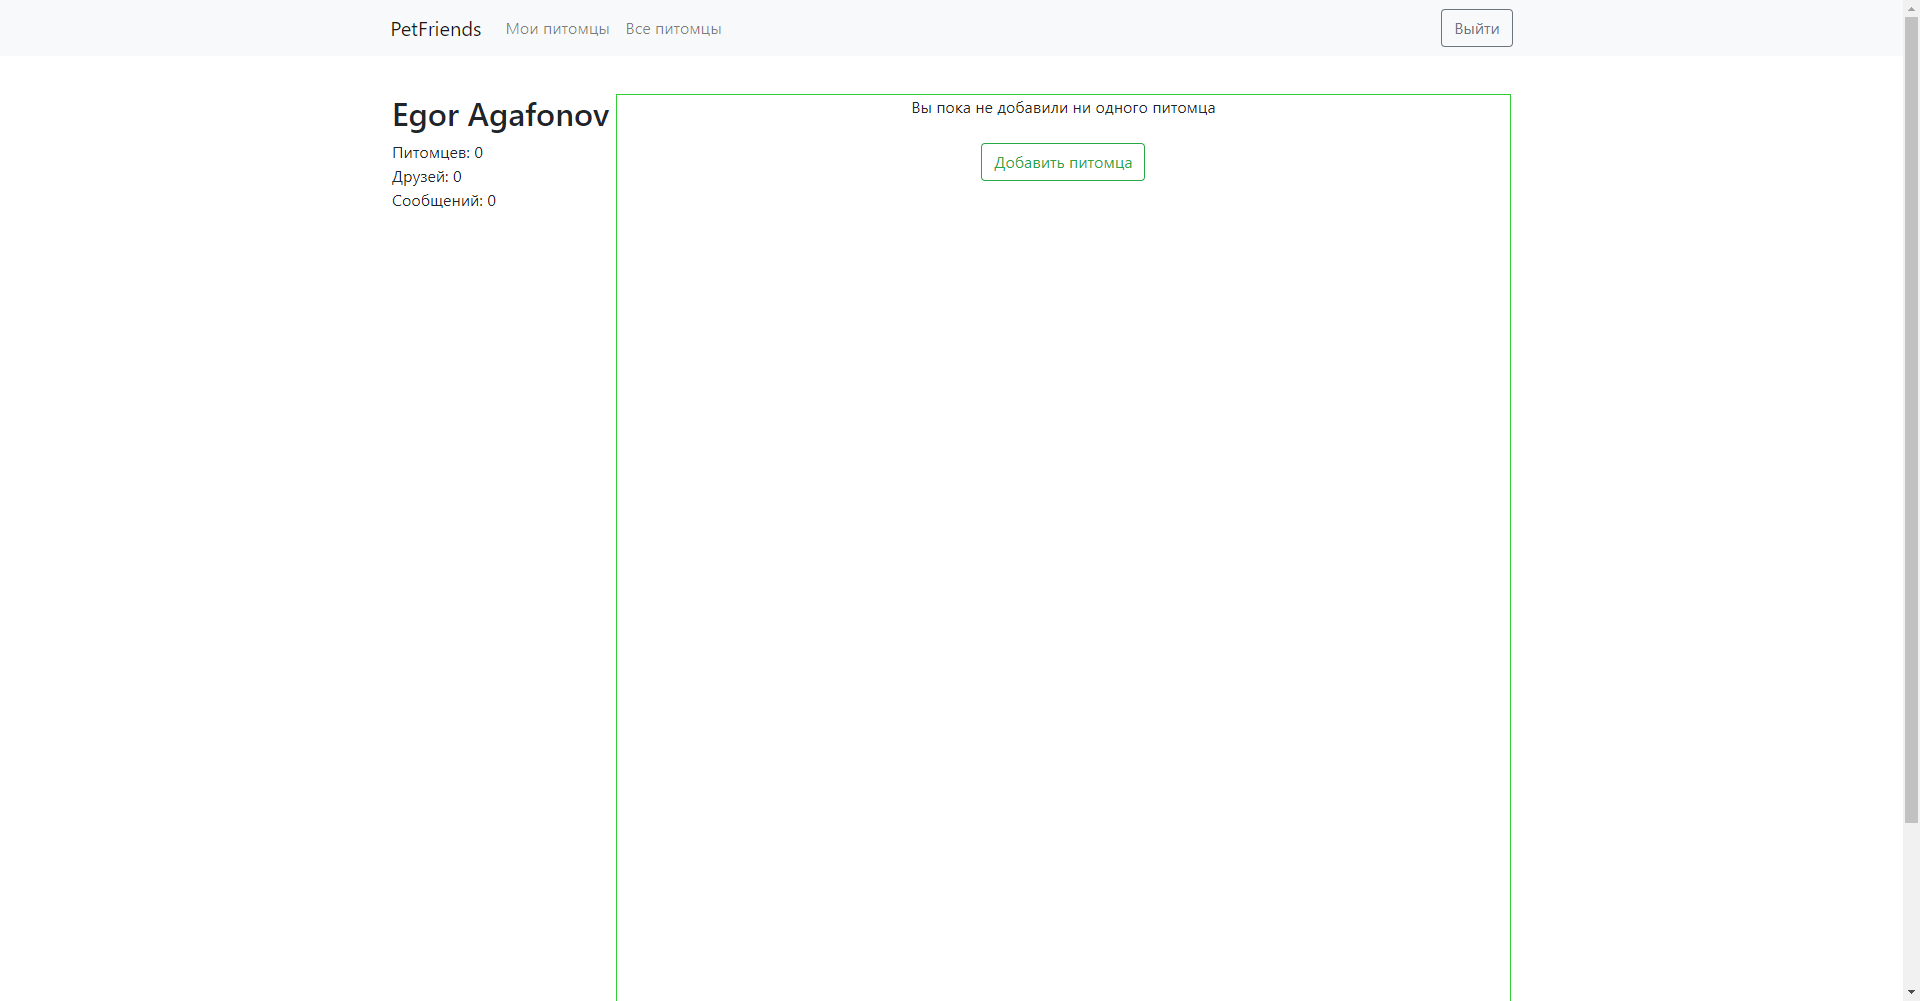 PetFriends Мои питомцы Все питомцы Выйти
Egor Agafonov
Питомцев: 0
Друзей: 0
Сообщений: 0
Вы пока не добавили ни одного питомца
Добавить питомца